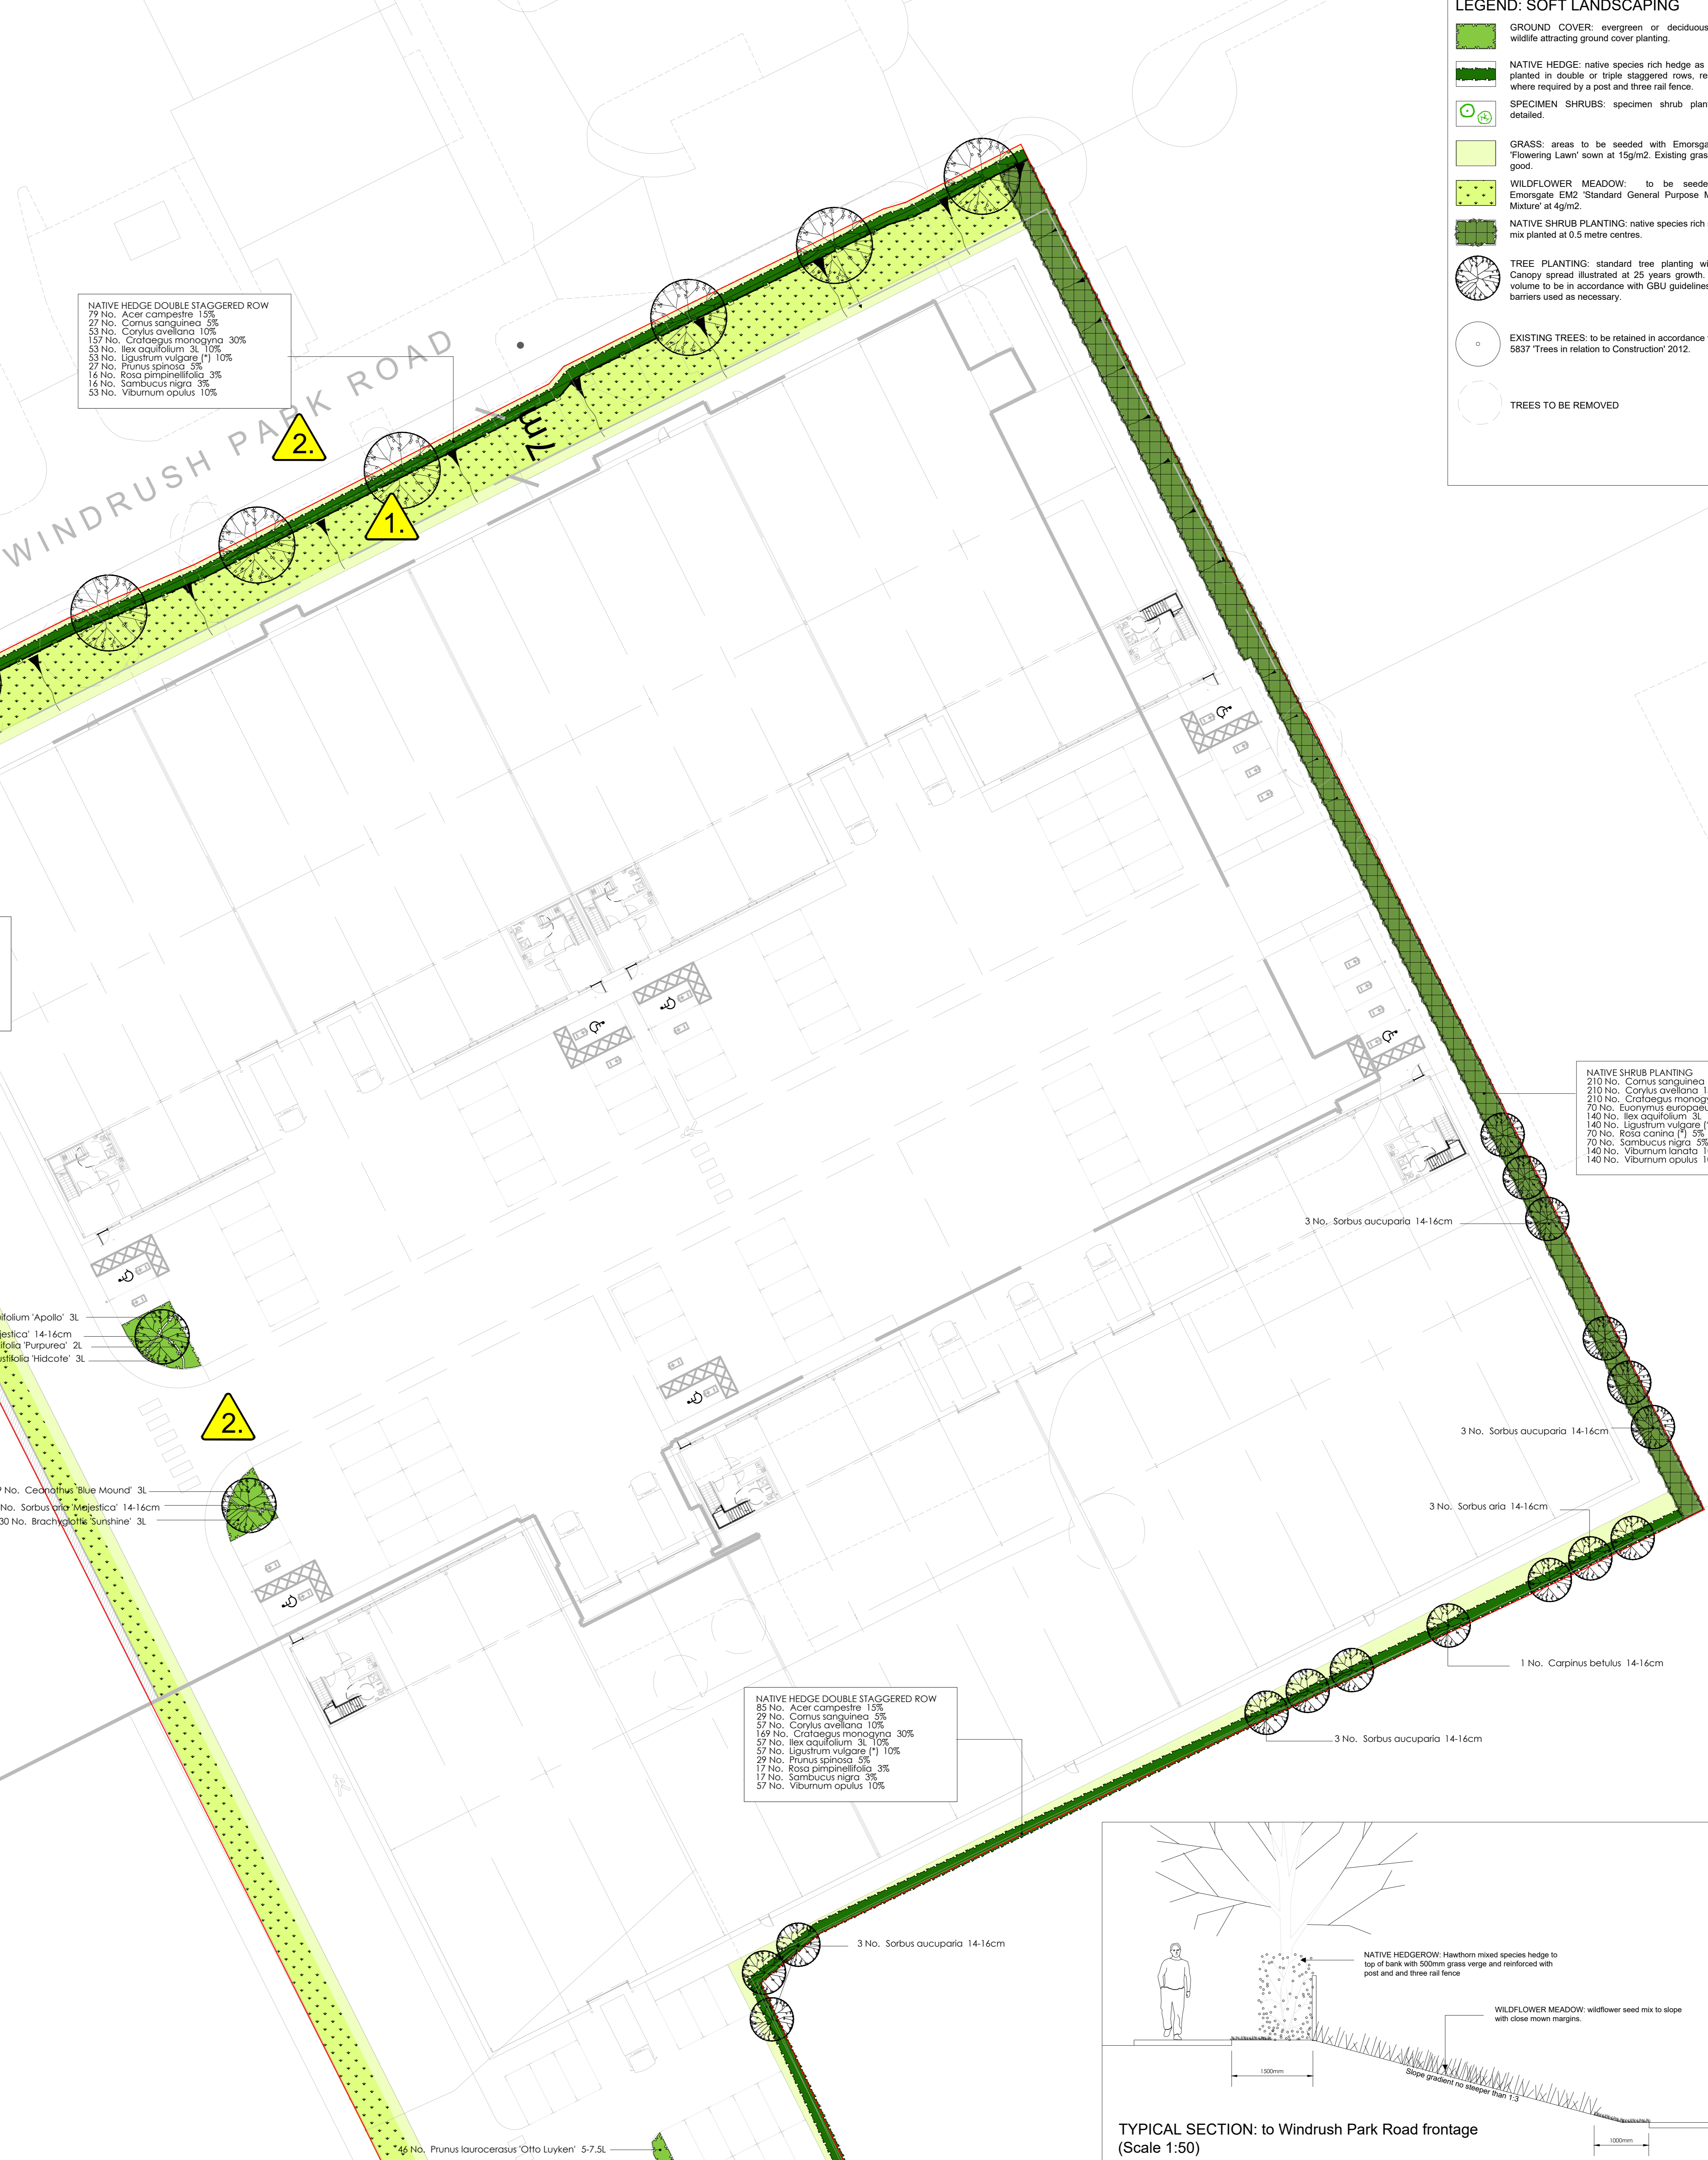 LEGEND: SOFT LANDSCAPING
GROUND COVER: evergreen or deciduous
wildlife attracting ground cover planting.
NATIVE HEDGE: native species rich hedge as
planted in double or triple staggered rows, re
where required by a post and three rail fence.
SPECIMEN SHRUBS: specimen shrub plant
detailed.
GRASS: areas to be seeded with Emorsga
'Flowering Lawn' sown at 15g/m2. Existing gras
good.
WILDFLOWER MEADOW: to be seede
Emorsgate EM2 'Standard General Purpose M
Mixture' at 4g/m2.
NATIVE SHRUB PLANTING: native species rich
mix planted at 0.5 metre centres.
TREE PLANTING: standard tree planting wi
Canopy spread illustrated at 25 years growth.
volume to be in accordance with GBU guidelines
barriers used as necessary.
EXISTING TREES: to be retained in accordance
5837 'Trees in relation to Construction' 2012.
TREES TO BE REMOVED
NATIVE HEDGE DOUBLE STAGGERED ROW
79 No. Acer campestre 15%
27 No. Cornus sanguinea 5%
53 No. Corylus avellana 10%
157 No. Crataegus monogyna 30%
53 No. Ilex aquifolium 3L 10%
53 No. Ligustrum vulgare (*) 10%
27 No. Prunus spinosa 5%
16 No. Rosa pimpinellifolia 3%
16 No. Sambucus nigra 3%
53 No. Viburnum opulus 10%
WINDRUSH PARK ROAD
2.
1.
7m
NATIVE SHRUB PLANTING
210 No. Cornus sanguinea
210 No. Corylus avellana 1
210 No. Crataegus monogy
70 No. Euonymus europaeu
140 No. Ilex aquifolium 3L
140 No. Ligustrum vulgare (
70 No. Rosa canina (*) 5%
70 No. Sambucus nigra 5%
140 No. Viburnum lanata 1
140 No. Viburnum opulus 1
3 No. Sorbus aucuparia 14-16cm
ifolium 'Apollo' 3L
jestica' 14-16cm
ifolia 'Purpurea' 2L
ustifolia 'Hidcote' 3L
2.
3 No. Sorbus aucuparia 14-16cm
9 No. Ceonothus 'Blue Mound' 3L
No. Sorbus aria 'Majestica' 14-16cm
30 No. Brachyglottis 'Sunshine' 3L
3 No. Sorbus aria 14-16cm
1 No. Carpinus betulus 14-16cm
3 No. Sorbus aucuparia 14-16cm
NATIVE HEDGE DOUBLE STAGGERED ROW
85 No. Acer campestre 15%
29 No. Cornus sanguinea 5%
57 No. Corylus avellana 10%
169 No. Crataegus monogyna 30%
57 No. Ilex aquifolium 3L 10%
57 No. Ligustrum vulgare (*) 10%
29 No. Prunus spinosa 5%
17 No. Rosa pimpinellifolia 3%
17 No. Sambucus nigra 3%
57 No. Viburnum opulus 10%
3 No. Sorbus aucuparia 14-16cm
NATIVE HEDGEROW: Hawthorn mixed species hedge to
top of bank with 500mm grass verge and reinforced with
post and and three rail fence
WILDFLOWER MEADOW: wildflower seed mix to slope
with close mown margins.
1500mm
Slope gradient no steeper than 1:3
1000mm
TYPICAL SECTION: to Windrush Park Road frontage
(Scale 1:50)
46 No. Prunus laurocerasus 'Otto Luyken' 5-7.5L